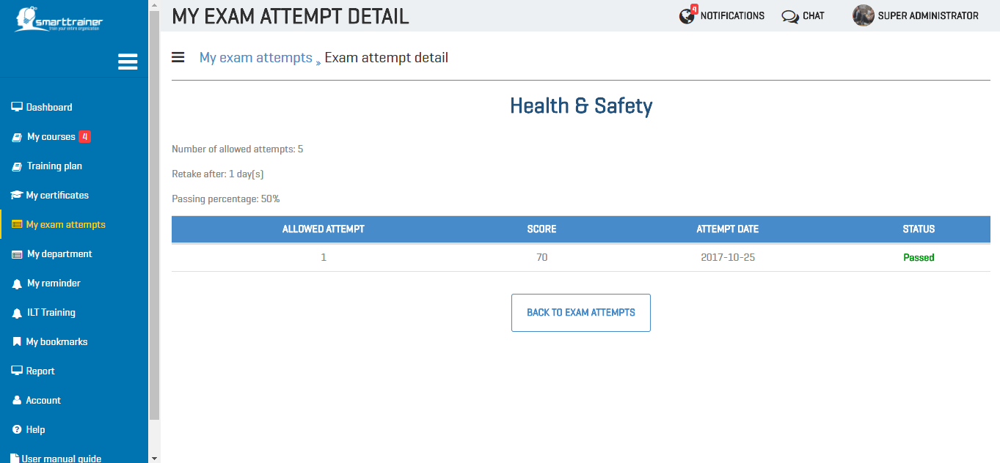 smarttrainer
train your entire organization
MY EXAM ATTEMPT DETAIL
4
NOTIFICATIONS
CHAT
SUPER ADMINISTRATOR
My exam attempts » Exam attempt detail
Dashboard
My courses 4
Training plan
My certificates
My exam attempts
My department
My reminder
ILT Training
My bookmarks
Report
Account
Help
User manual guide
Health & Safety
Number of allowed attempts: 5
Retake after: 1 day(s)
Passing percentage: 50%
ALLOWED ATTEMPT SCORE ATTEMPT DATE STATUS
1 70 2017-10-25 Passed
BACK TO EXAM ATTEMPTS